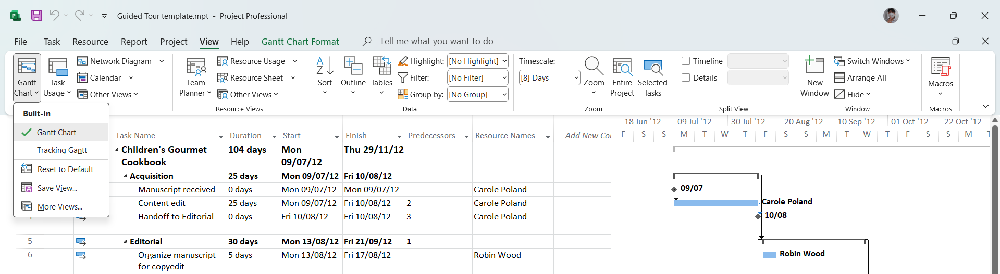 Guided Tour template.mpt - Project Professional
File Task Resource Report Project View Help Gantt Chart Format Tell me what you want to do
Gantt Chart
Task Usage
Network Diagram
Calendar
Other Views
Team Planner
Resource Usage
Resource Sheet
Other Views
Resource Views
Sort
Outline
Tables
Highlight: [No Highlight]
Filter: [No Filter]
Group by: [No Group]
Data
Timescale:
[8] Days
Zoom
Entire Project
Selected Tasks
Zoom
Timeline
Details
Split View
New Window
Switch Windows
Arrange All
Hide
Window
Macros
Macros
Built-In
Gantt Chart
Tracking Gantt
Reset to Default
Save View...
More Views...
Task Name Duration Start Finish Predecessors Resource Names Add New Co
18 Jun '12 09 Jul '12 30 Jul '12 20 Aug '12 10 Sep '12 01 Oct '12 22 Oct '12
F S S M T W T F S S M T W T F S S M
Children's Gourmet Cookbook 104 days Mon 09/07/12 Thu 29/11/12
Acquisition 25 days Mon 09/07/12 Fri 10/08/12
Manuscript received 0 days Mon 09/07/12 Mon 09/07/12 Carole Poland
09/07
Content edit 25 days Mon 09/07/12 Fri 10/08/12 2 Carole Poland
Carole Poland
Handoff to Editorial 0 days Fri 10/08/12 Fri 10/08/12 3 Carole Poland
10/08
5 Editorial 30 days Mon 13/08/12 Fri 21/09/12 1
6 Organize manuscript for copyedit 5 days Mon 13/08/12 Fri 17/08/12 Robin Wood
Robin Wood